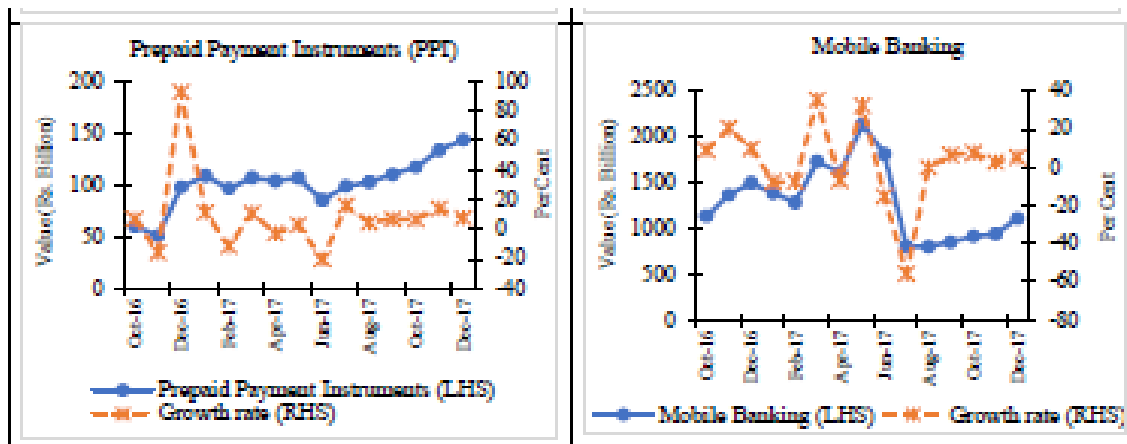 Prepaid Payment Instruments (PPI)
200
150
100
50
0
Value (Rs. Billion)
100
80
60
40
20
0
-20
-40
Per Cent
Oct-16
Dec-16
Feb-17
Apr-17
Jun-17
Aug-17
Oct-17
Dec-17
Prepaid Payment Instruments (LHS)
Growth rate (RHS)
Mobile Banking
2500
2000
1500
1000
500
0
Value (Rs. Billion)
40
20
0
-20
-40
-60
-80
Per Cent
Oct-16
Dec-16
Feb-17
Apr-17
Jun-17
Aug-17
Oct-17
Dec-17
Mobile Banking (LHS)
Growth rate (RHS)